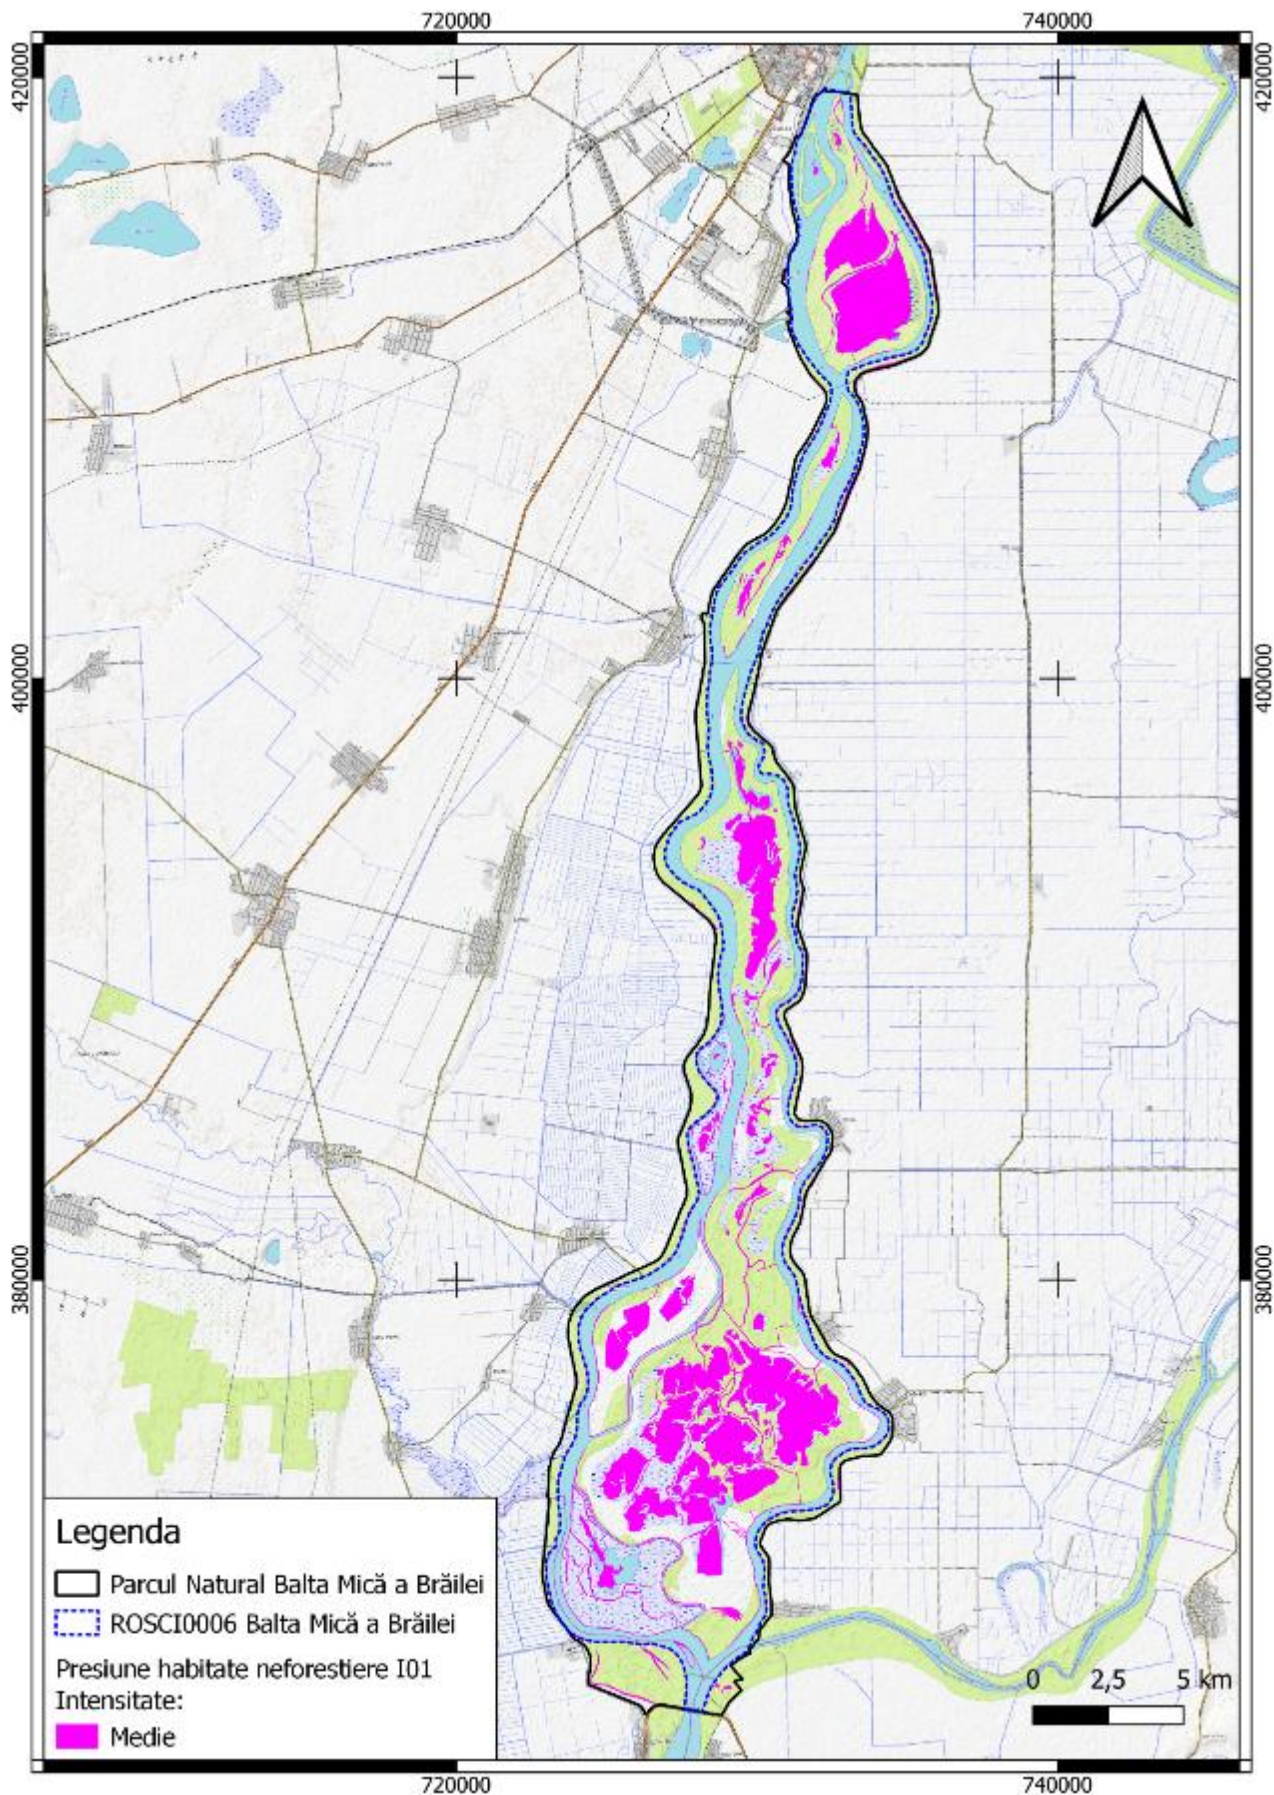 720000 740000
420000 420000
400000 400000
380000 380000
Legenda
Parcul Natural Balta Mică a Brăilei
ROSCI0006 Balta Mică a Brăilei
Presiune habitate neforestiere I01
Intensitate:
Medie
0 2,5 5 km
720000 740000